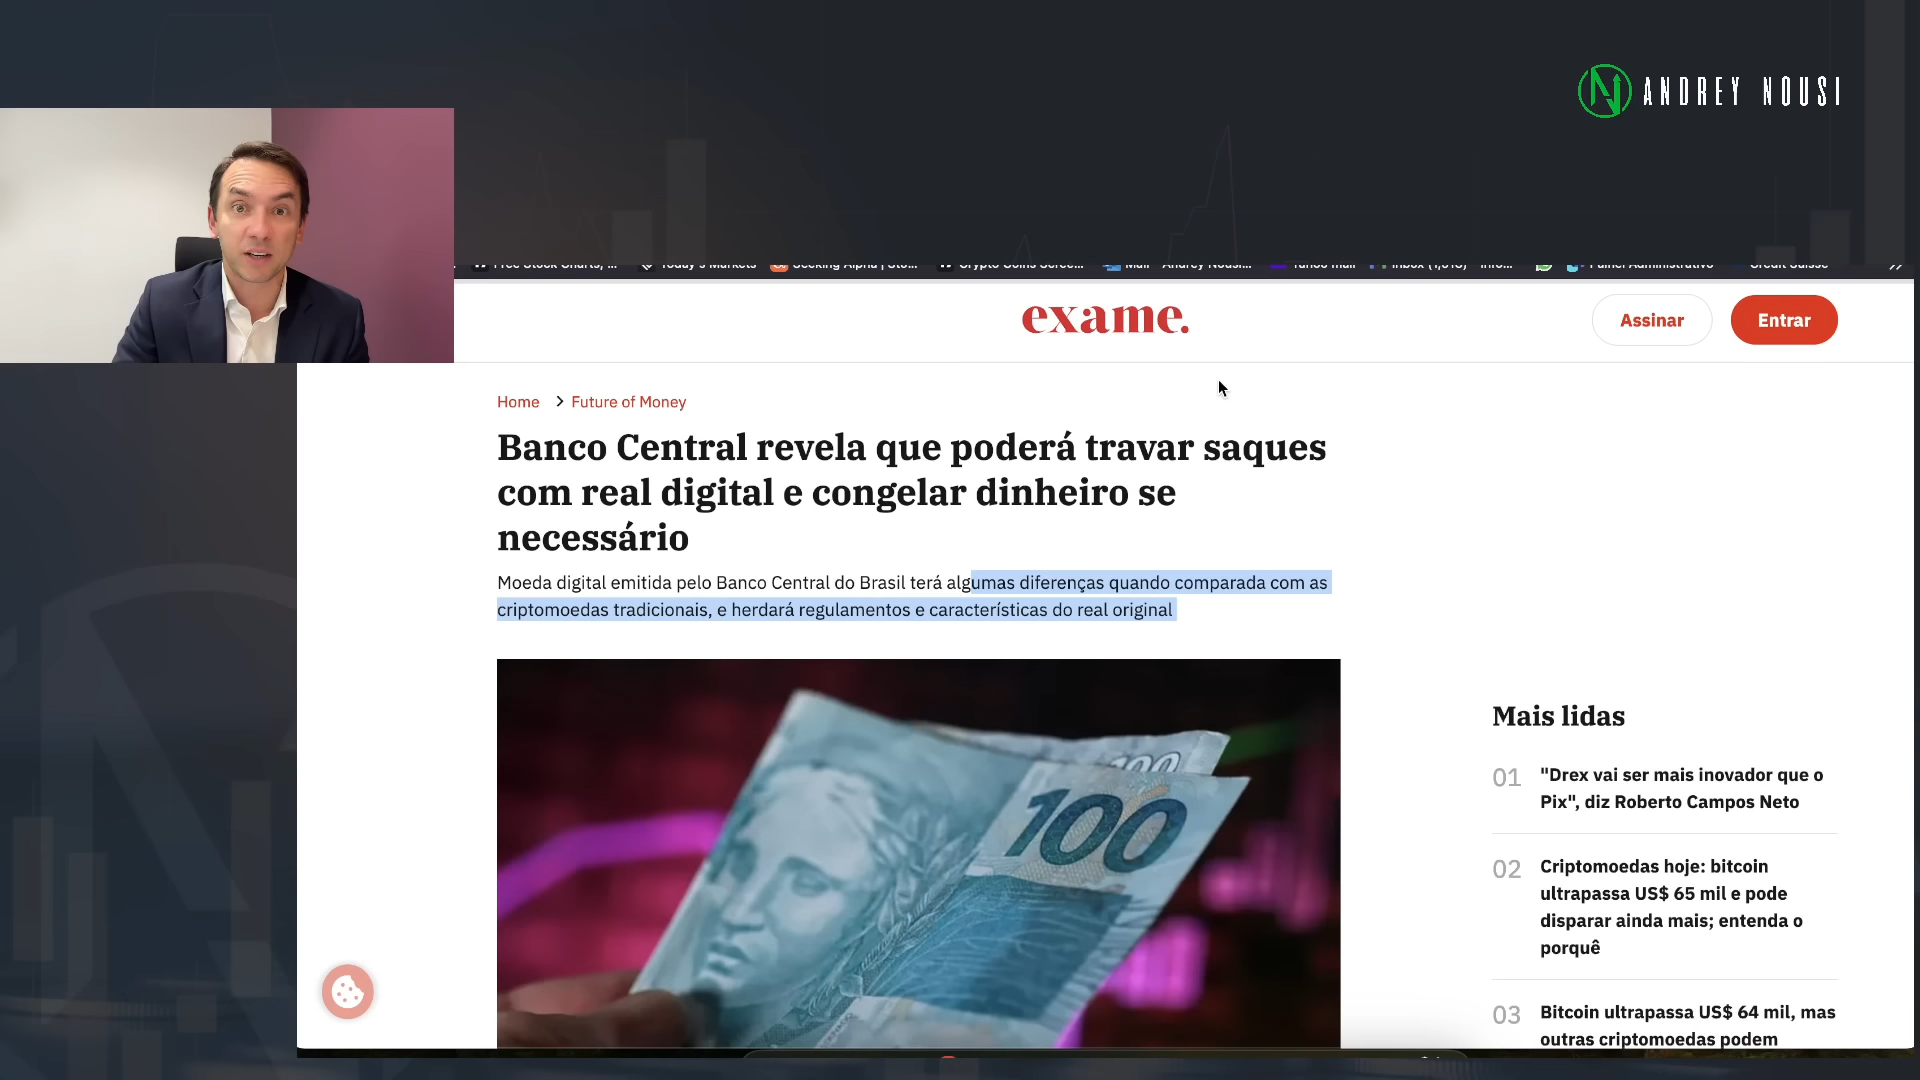 ANDREY NOUSI
exame.
Assinar
Entrar
Home > Future of Money
Banco Central revela que poderá travar saques
com real digital e congelar dinheiro se
necessário
Moeda digital emitida pelo Banco Central do Brasil terá algumas diferenças quando comparada com as
criptomoedas tradicionais, e herdará regulamentos e características do real original
100
100
Mais lidas
01
"Drex vai ser mais inovador que o
Pix", diz Roberto Campos Neto
02
Criptomoedas hoje: bitcoin
ultrapassa US$ 65 mil e pode
disparar ainda mais; entenda o
porquê
03
Bitcoin ultrapassa US$ 64 mil, mas
outras criptomoedas podem